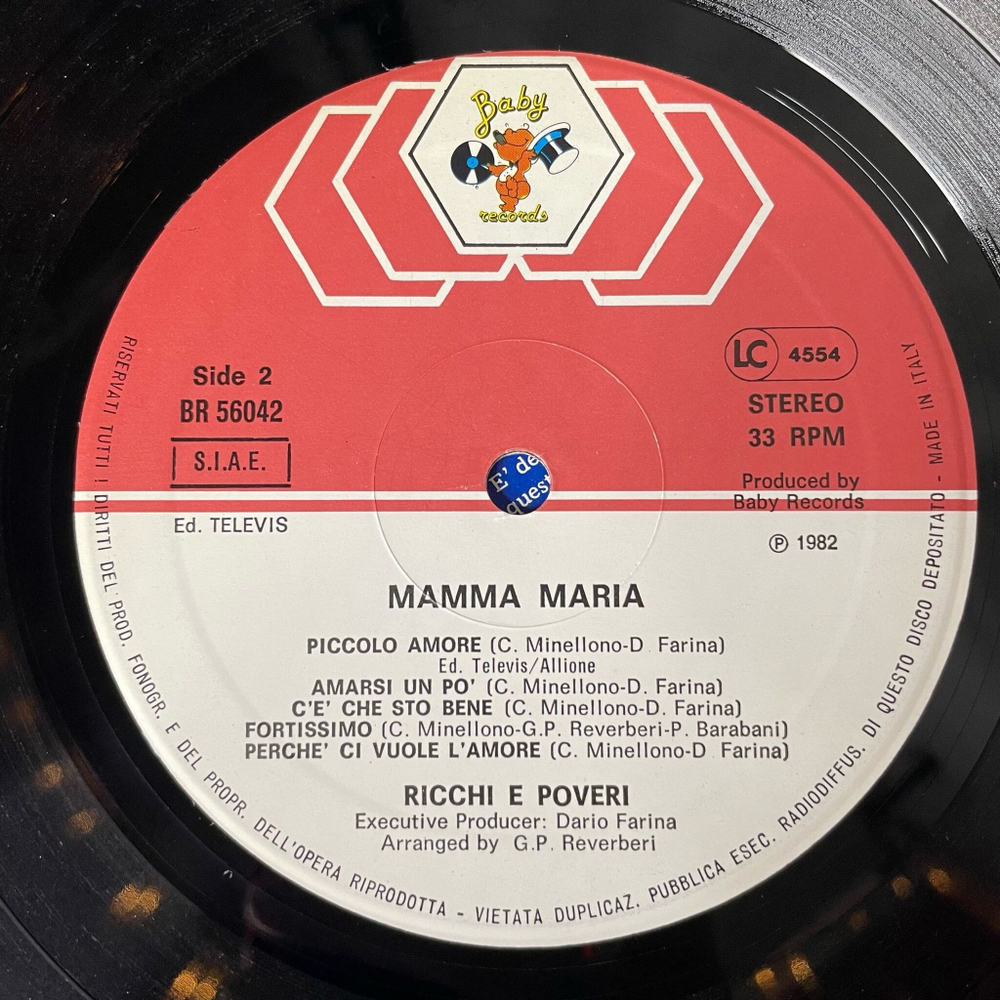 Baby
records
Side 2
BR 56042
S.I.A.E.
Ed. TELEVIS
LC 4554
STEREO
33 RPM
Produced by
Baby Records
℗ 1982
E' de
quest
MAMMA MARIA
PICCOLO AMORE (C. Minellono-D. Farina)
Ed. Televis/Allione
AMARSI UN PO' (C. Minellono-D. Farina)
C'E' CHE STO BENE (C. Minellono-D. Farina)
FORTISSIMO (C. Minellono-G.P. Reverberi-P. Barabani)
PERCHE' CI VUOLE L'AMORE (C. Minellono-D Farina)
RICCHI E POVERI
Executive Producer: Dario Farina
Arranged by G.P. Reverberi
RISERVATI TUTTI I DIRITTI DEL PROD. FONOGR. E DEL PROPR. DELL'OPERA RIPRODOTTA - VIETATA DUPLICAZ. PUBBLICA ESEC. RADIODIFFUS. DI QUESTO DISCO DEPOSITATO - MADE IN ITALY